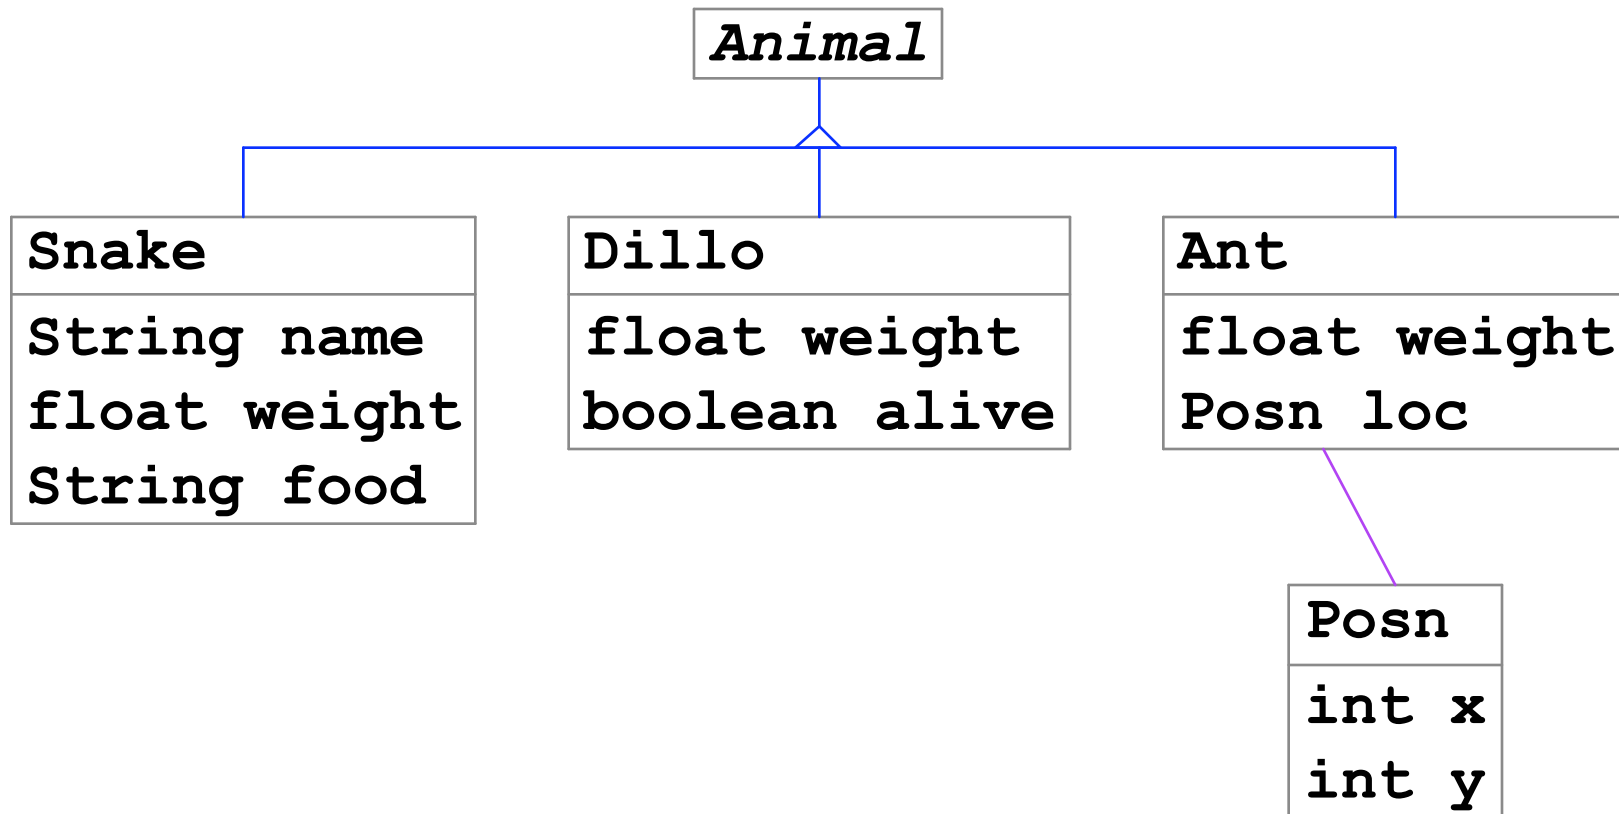 Animal
Snake
String name
float weight
String food
Dillo
float weight
boolean alive
Ant
float weight
Posn loc
Posn
int x
int y